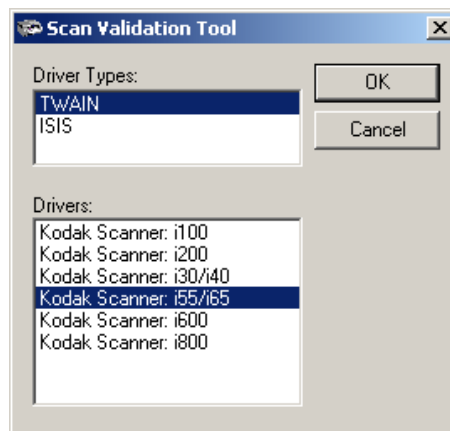 Scan Validation Tool
Driver Types:
TWAIN
ISIS
OK
Cancel
Drivers:
Kodak Scanner: i100
Kodak Scanner: i200
Kodak Scanner: i30/i40
Kodak Scanner: i55/i65
Kodak Scanner: i600
Kodak Scanner: i800